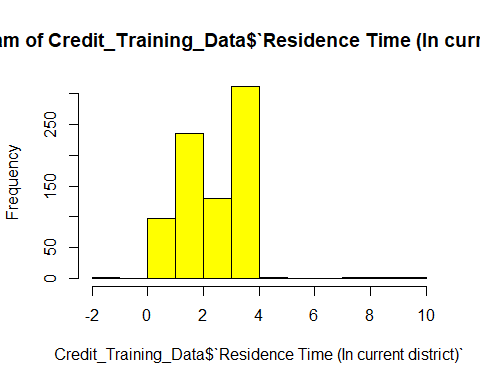 am of Credit_Training_Data$`Residence Time (In curr
Frequency
0
50
150
250
-2 0 2 4 6 8 10
Credit_Training_Data$`Residence Time (In current district)`